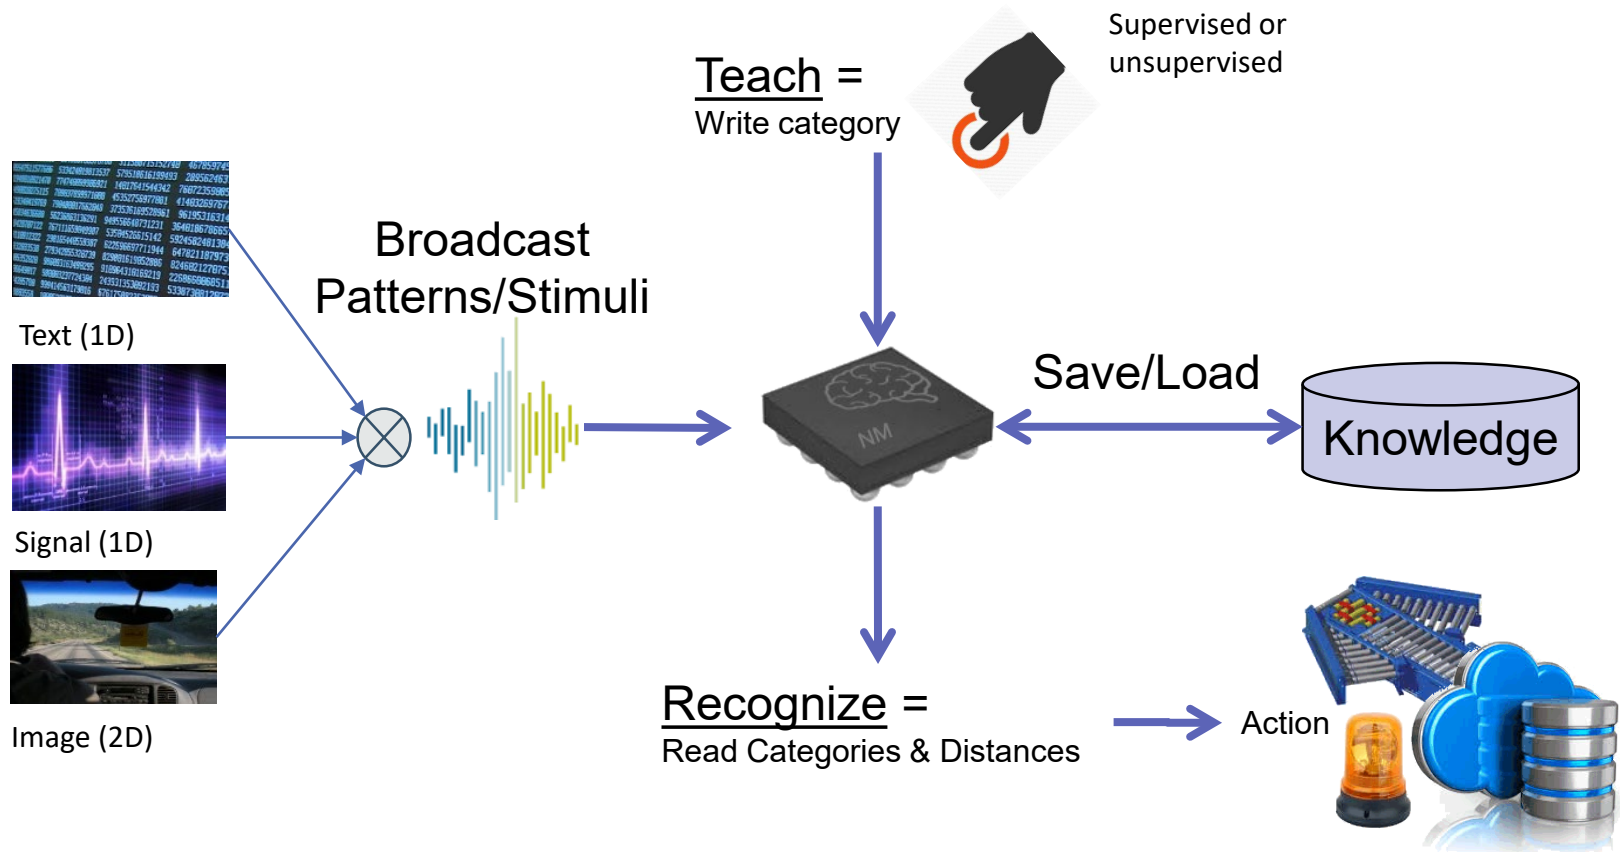 Supervised or
unsupervised
Teach =
Write category
Broadcast
Patterns/Stimuli
Text (1D)
Save/Load
NM
Knowledge
Signal (1D)
Recognize =
Read Categories & Distances
Action
Image (2D)